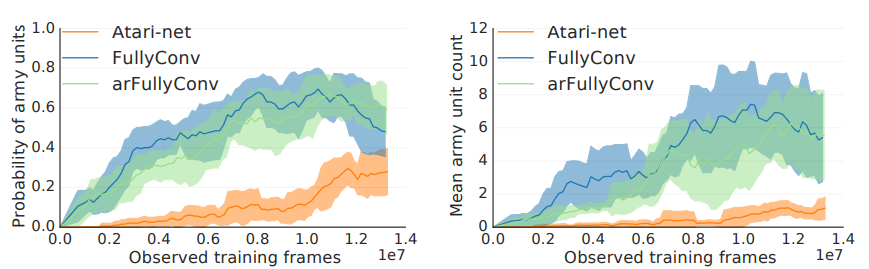 Probability of army units
1.0
0.8
0.6
0.4
0.2
0.0
Atari-net
FullyConv
arFullyConv
0.0 0.2 0.4 0.6 0.8 1.0 1.2 1.4
Observed training frames 1e7
Mean army unit count
12
10
8
6
4
2
0
Atari-net
FullyConv
arFullyConv
0.0 0.2 0.4 0.6 0.8 1.0 1.2 1.4
Observed training frames 1e7